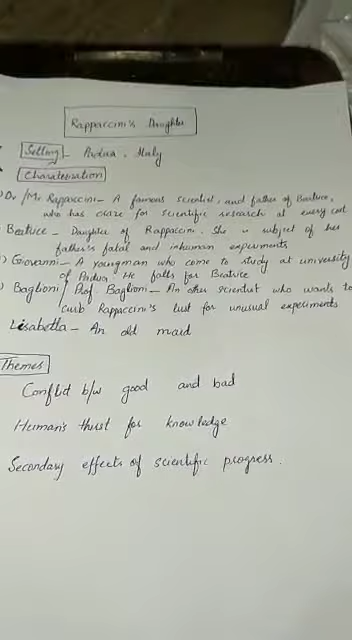 Rappaccini's Daughter
Setting - Padua, Italy
Charaterisation
Dr/Mr. Rapaccini - A famous scientist, and father of Beatrice,
who has craze for scientific research at every cost
Beatrice - Daughter of Rappaccini. She is subject of her
father's fatal and inhuman experiments
Giovanni - A youngman who come to study at university
of Padua. He falls for Beatrice
Baglioni / Prof. Baglioni - An other scientist who wants to
curb Rappaccini's lust for unusual experiments
Lisabetta - An old maid
Themes
Conflict b/w good and bad
Human's thirst for knowledge
Secondary effects of scientific progress.